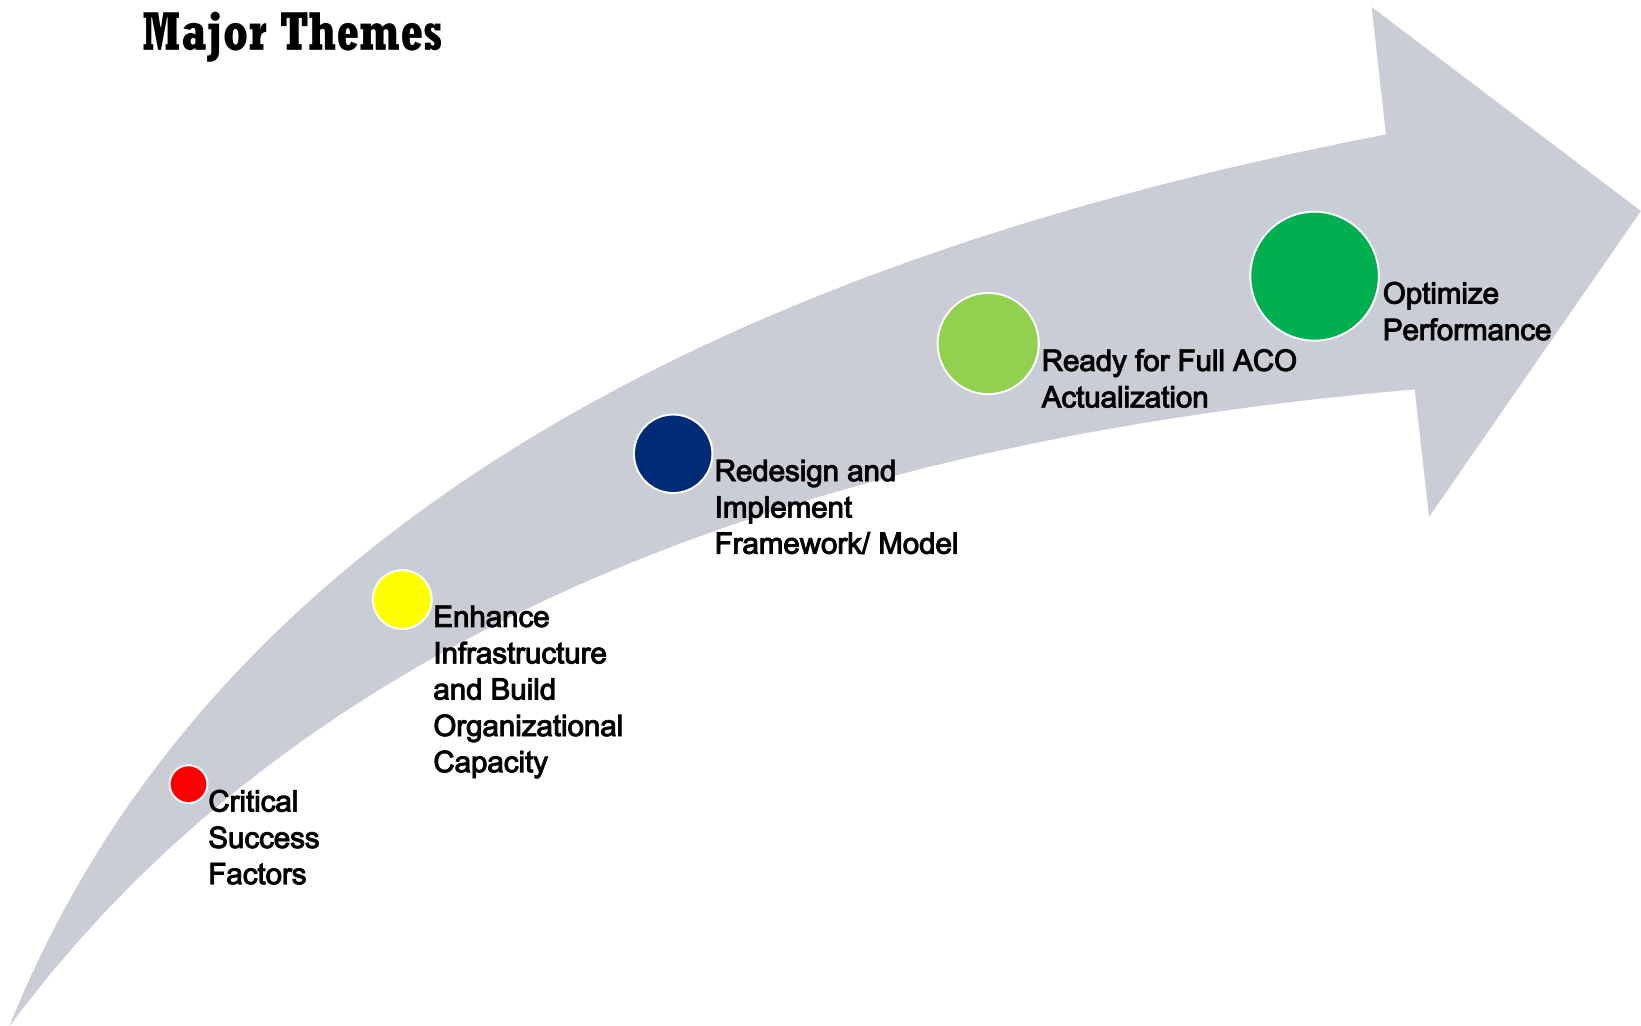 Major Themes
Critical
Success
Factors
Enhance
Infrastructure
and Build
Organizational
Capacity
Redesign and
Implement
Framework/ Model
Ready for Full ACO
Actualization
Optimize
Performance